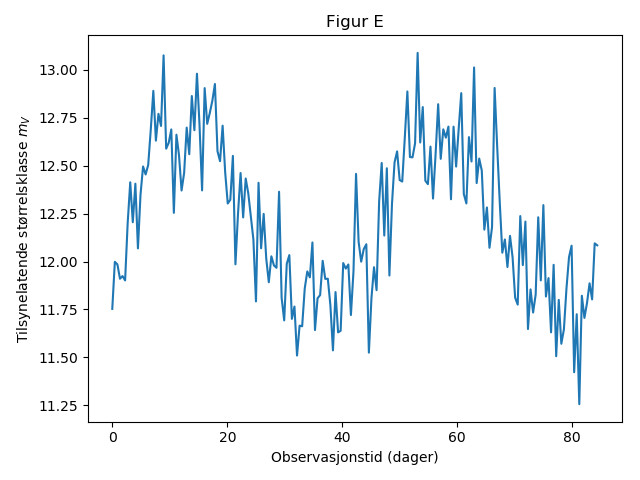 Figur E
Tilsynelatende størrelsesklasse m_V
13.00
12.75
12.50
12.25
12.00
11.75
11.50
11.25
0 20 40 60 80
Observasjonstid (dager)